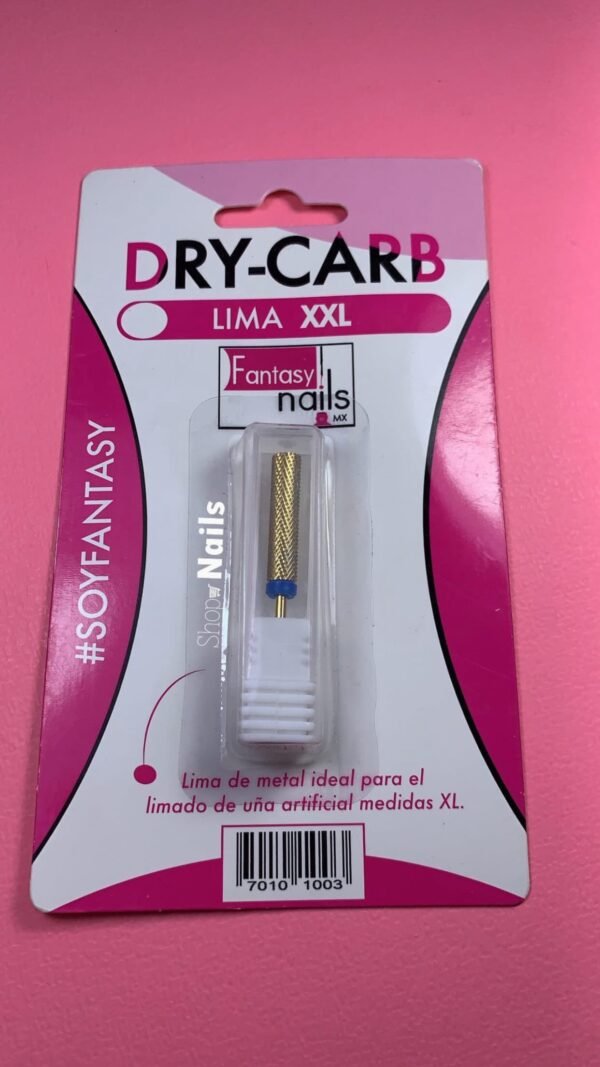 DRY-CARB
LIMA XXL
Fantasy
nails
MX
#SOYFANTASY
Shop Nails
Lima de metal ideal para el
limado de uña artificial medidas XL.
7010 1003